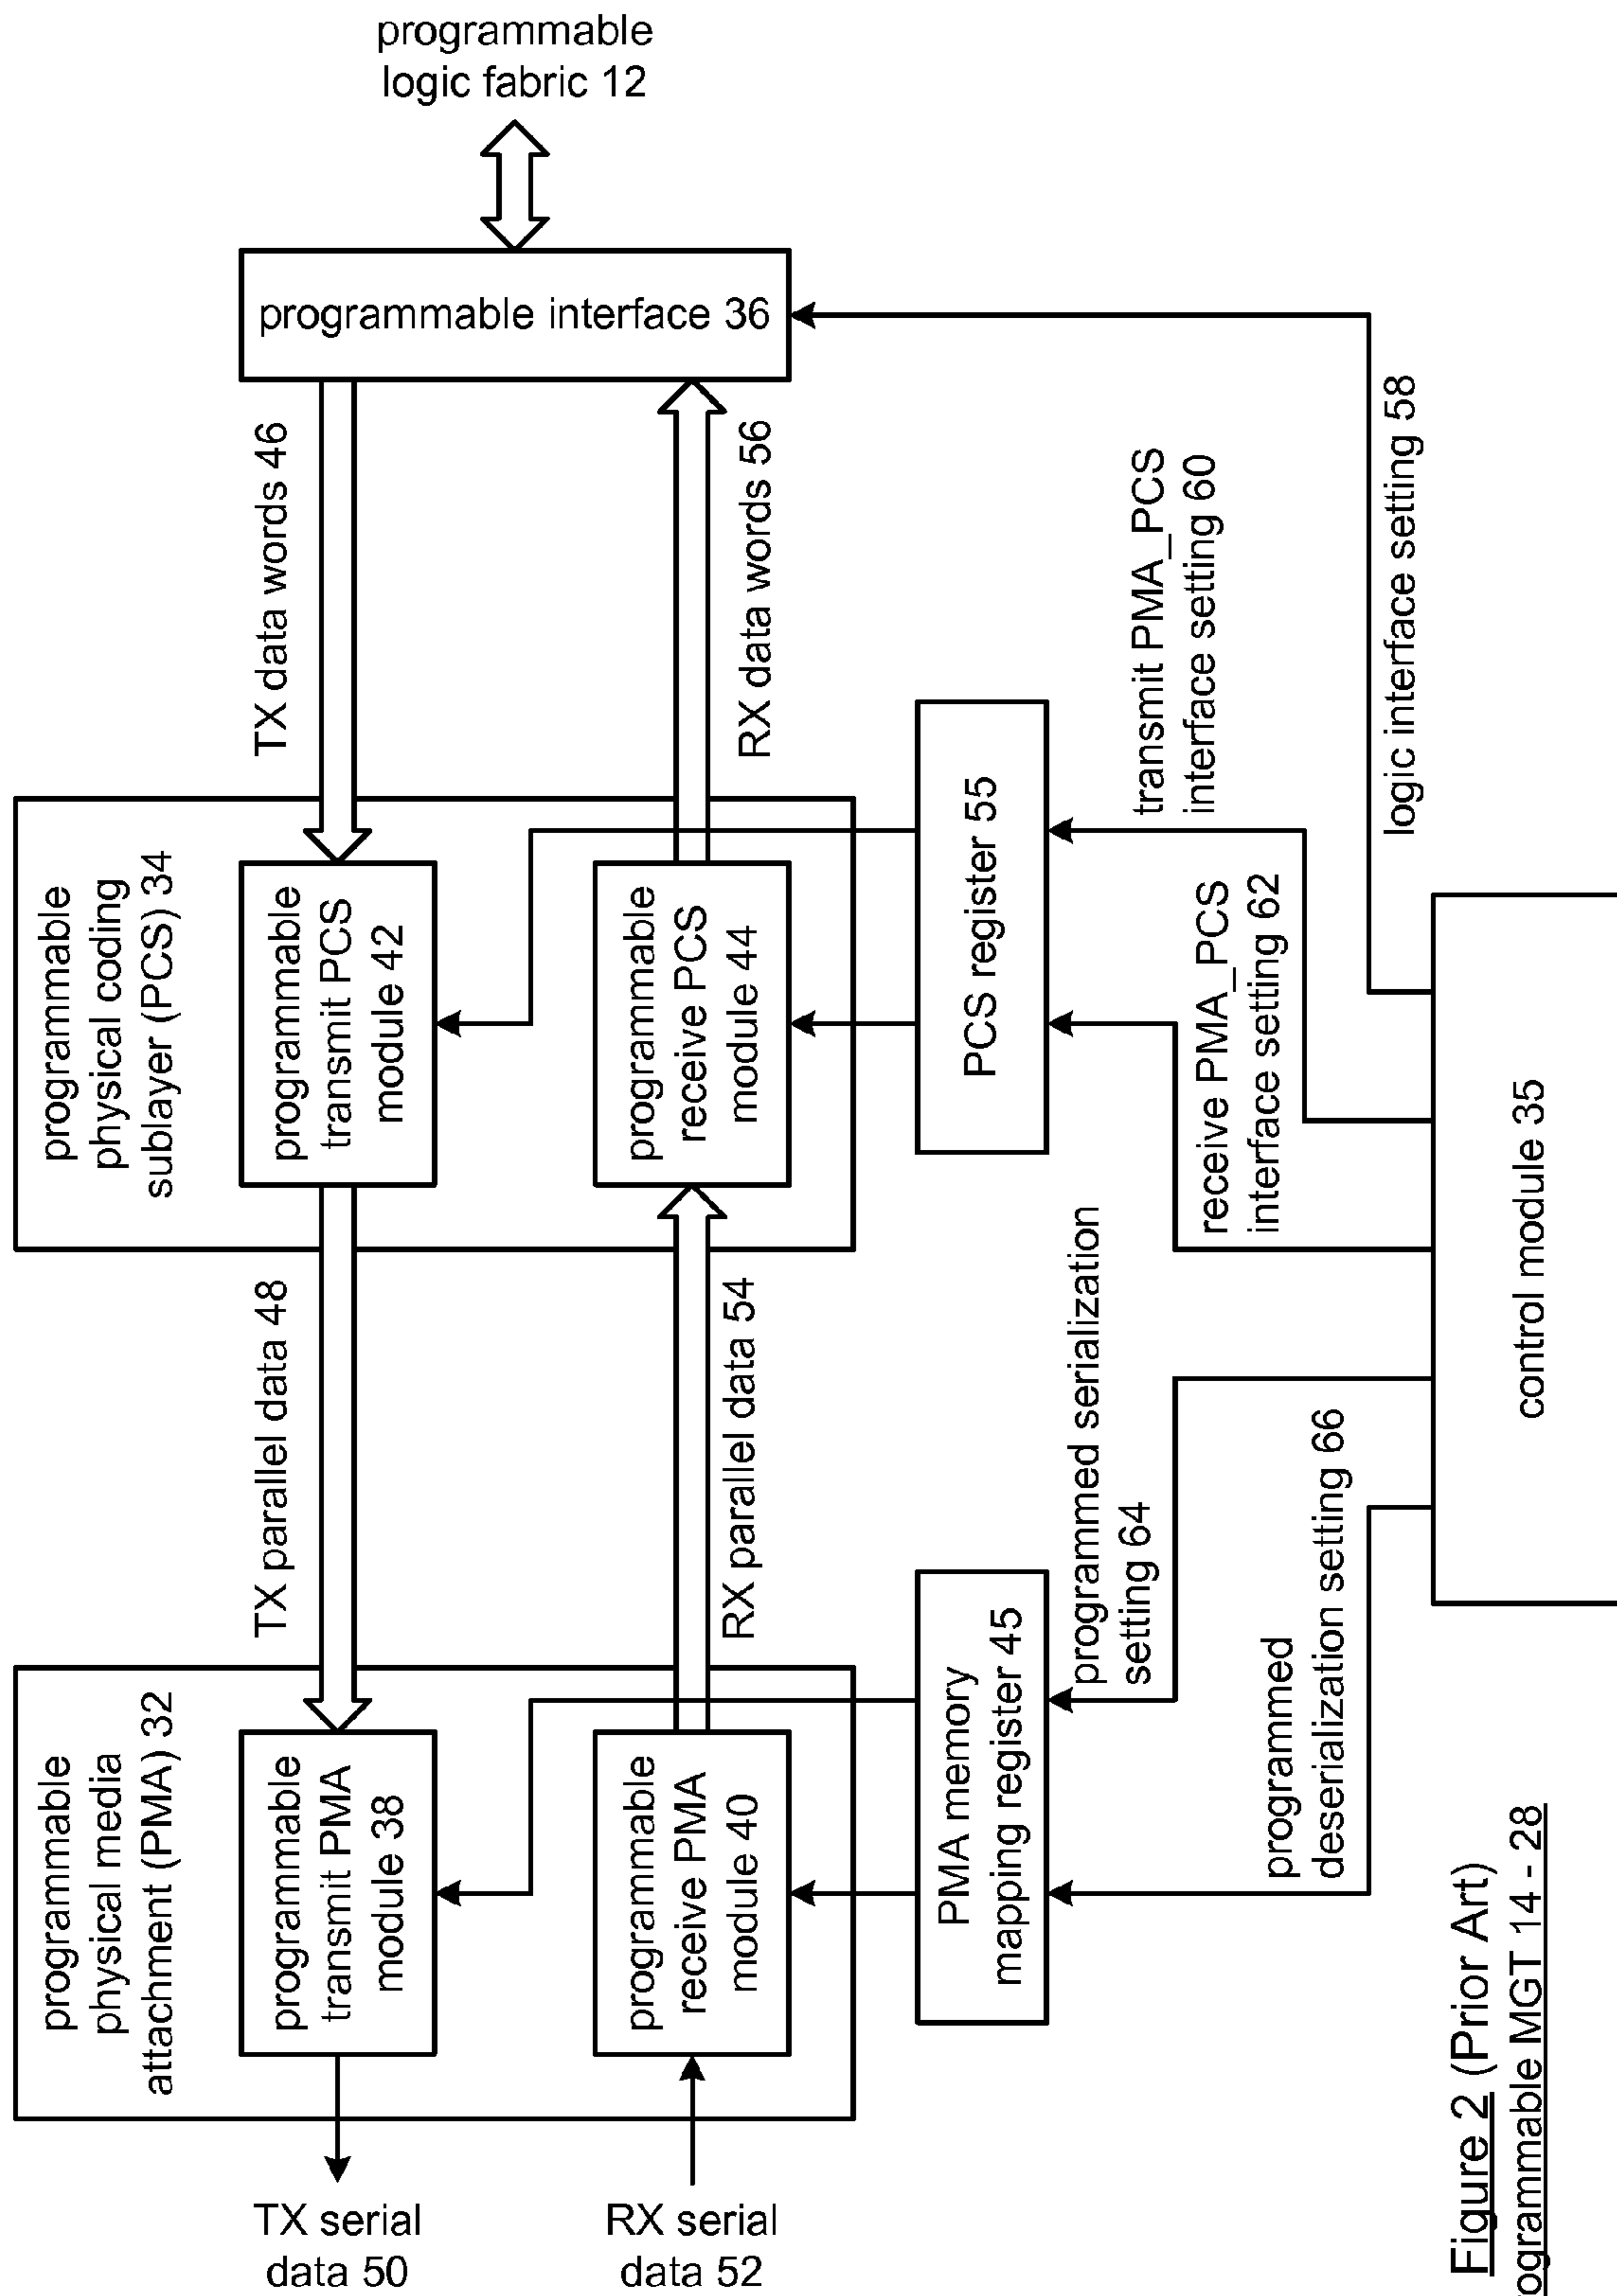 programmable
logic fabric 12
programmable interface 36
TX data words 46
RX data words 56
programmable
physical coding
sublayer (PCS) 34
programmable
transmit PCS
module 42
programmable
receive PCS
module 44
PCS register 55
transmit PMA_PCS
interface setting 60
receive PMA_PCS
interface setting 62
logic interface setting 58
TX parallel data 48
RX parallel data 54
programmed serialization
setting 64
programmed
deserialization setting 66
control module 35
programmable
physical media
attachment (PMA) 32
programmable
transmit PMA
module 38
programmable
receive PMA
module 40
PMA memory
mapping register 45
TX serial
data 50
RX serial
data 52
Figure 2 (Prior Art)
ogrammable MGT 14 - 28